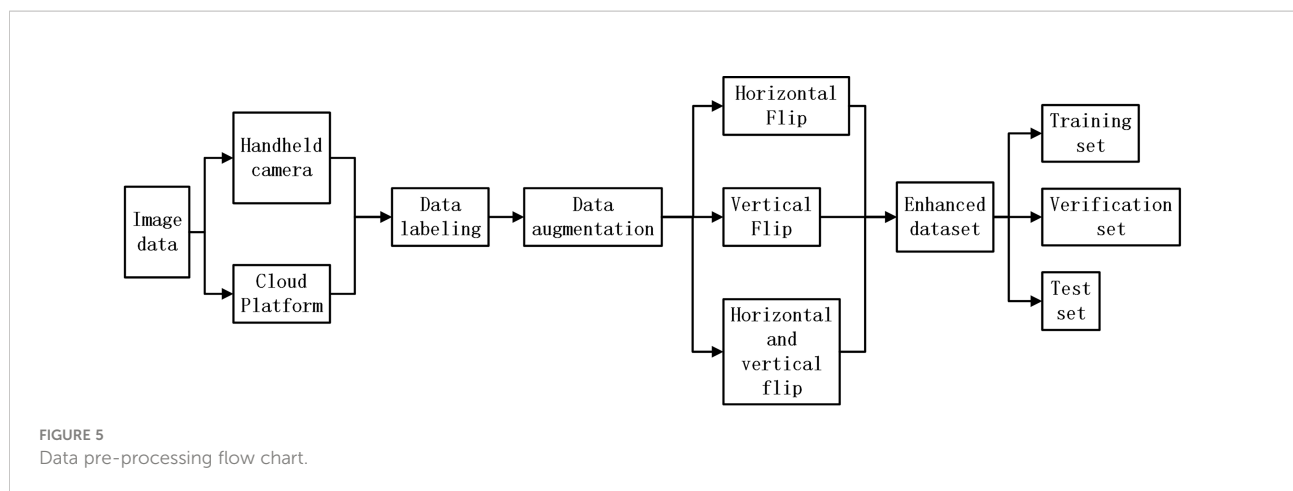 Image
data
Handheld
camera
Cloud
Platform
Data
labeling
Data
augmentation
Horizontal
Flip
Vertical
Flip
Horizontal
and
vertical
flip
Enhanced
dataset
Training
set
Verification
set
Test
set
FIGURE 5
Data pre-processing flow chart.